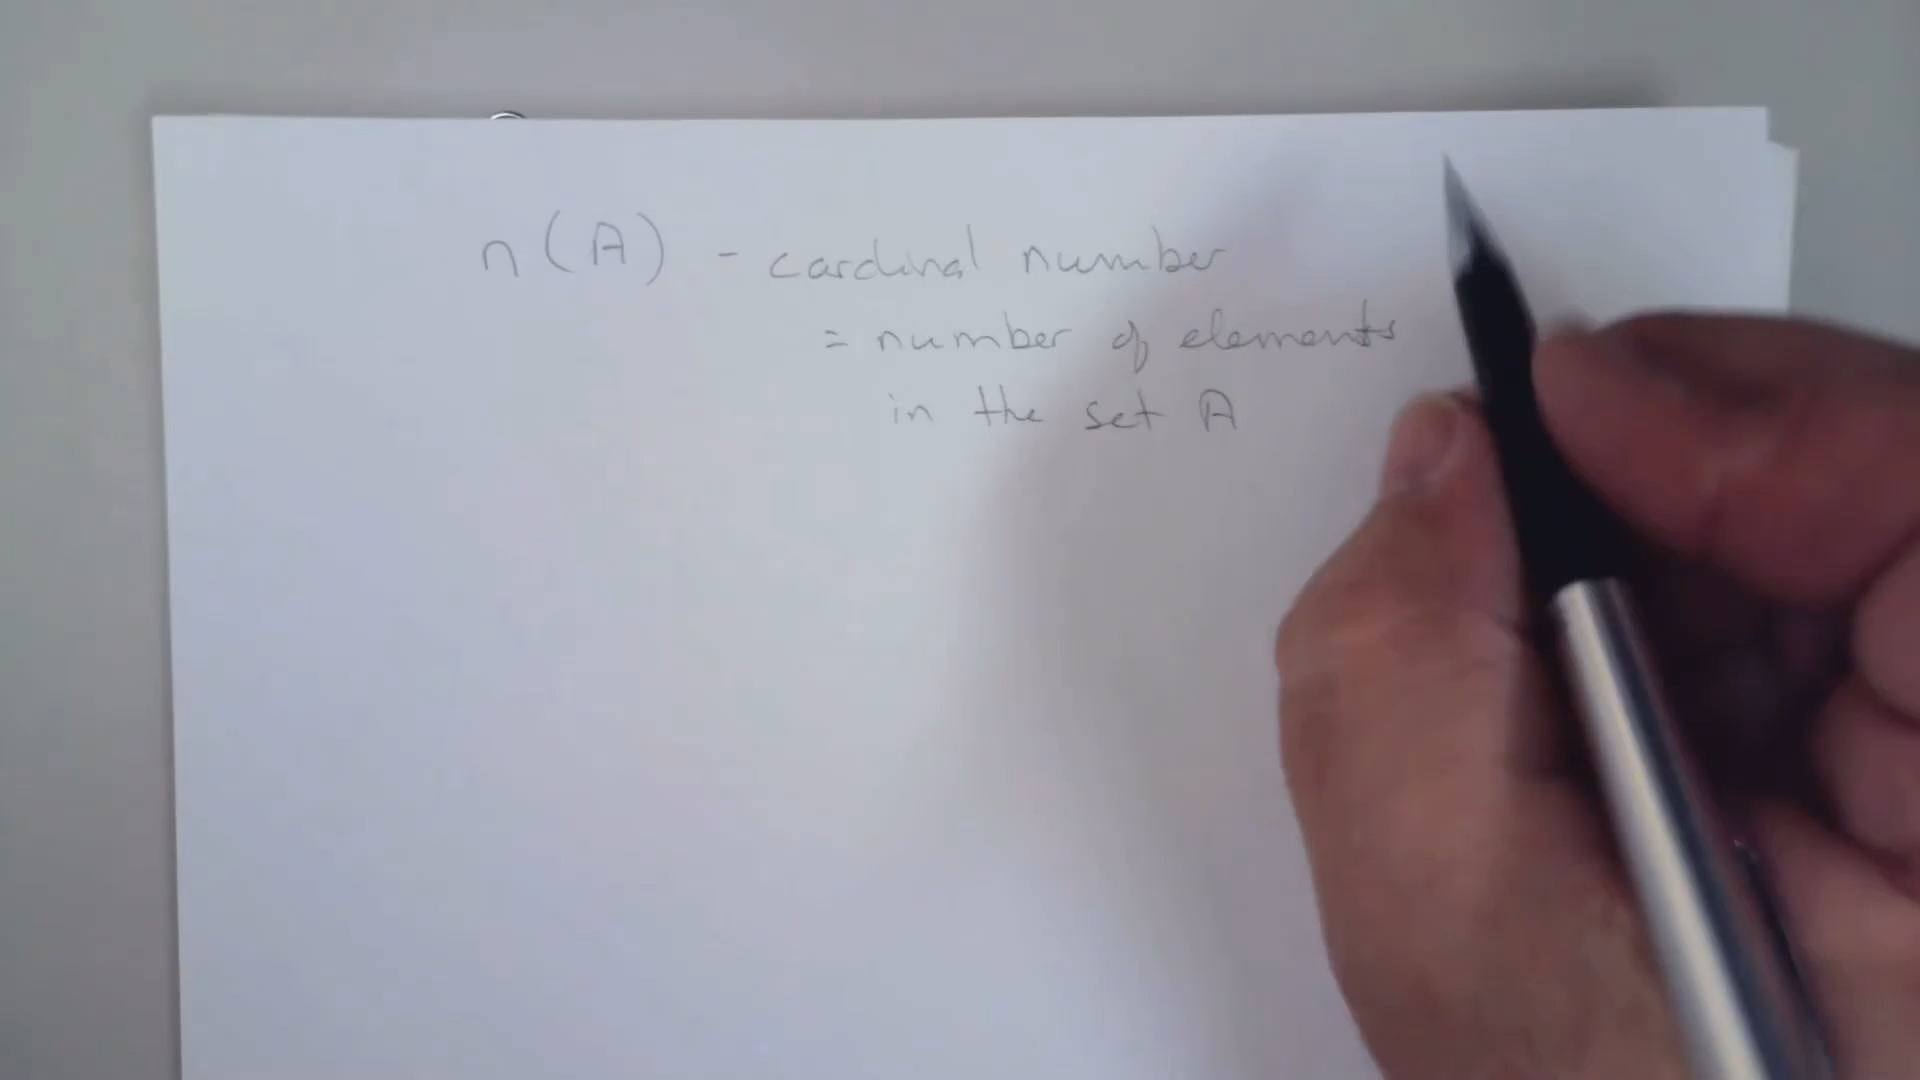 n(A) - cardinal number
= number of elements
in the set A